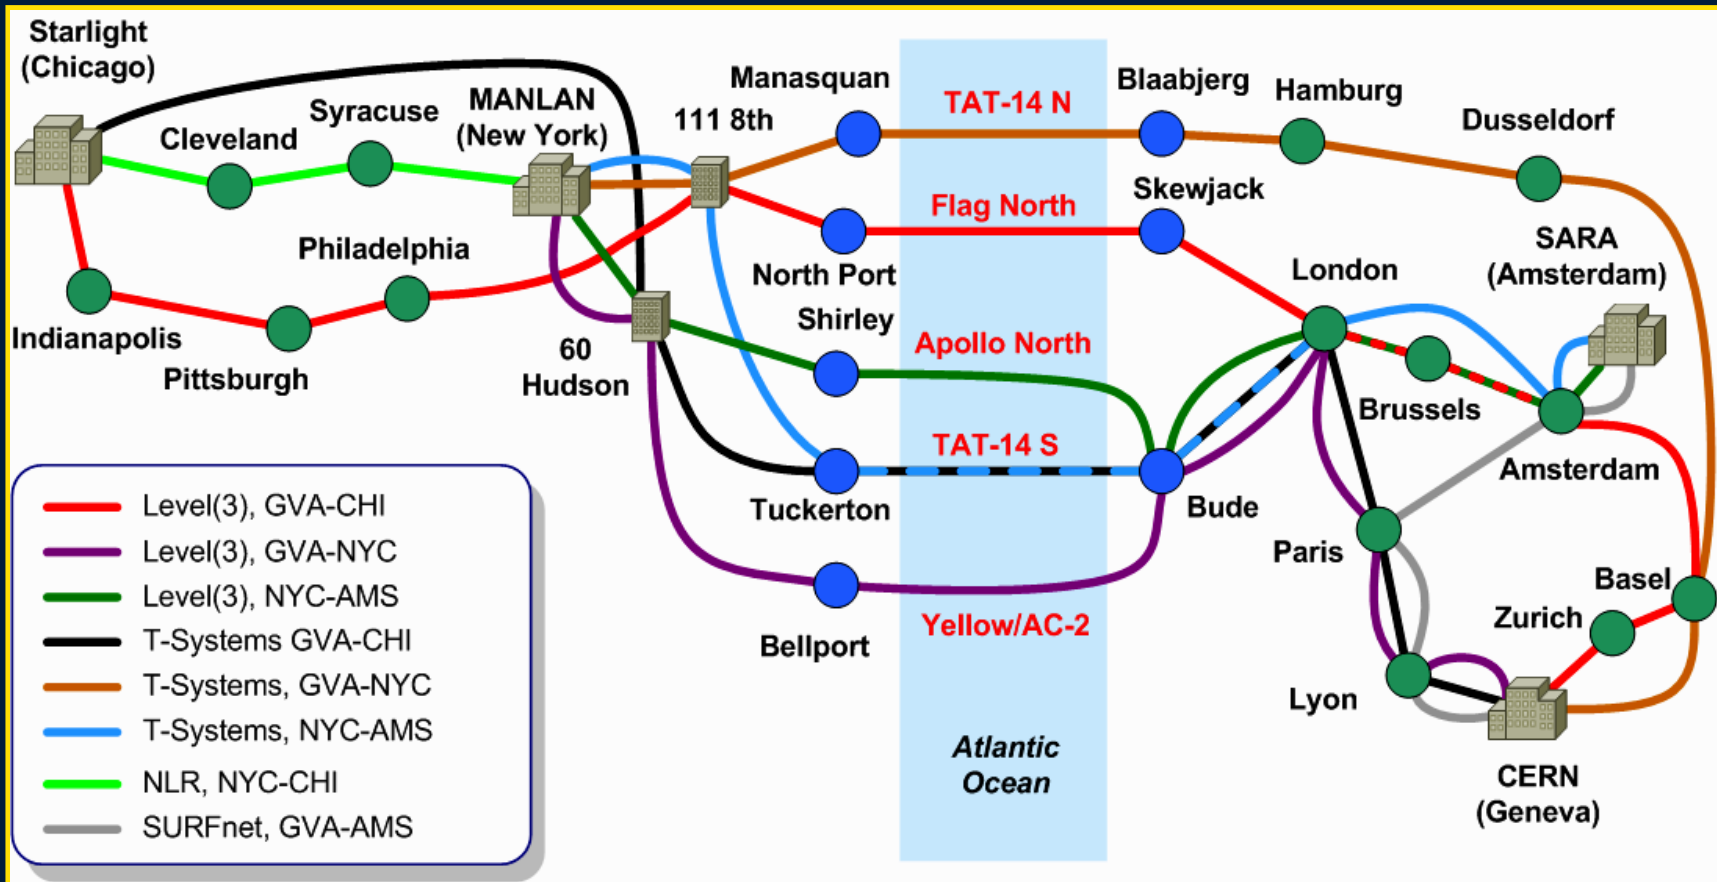 Starlight
(Chicago)
Cleveland
Syracuse
MANLAN
(New York)
111 8th
Manasquan
TAT-14 N
Blaabjerg
Hamburg
Dusseldorf
Flag North
Skewjack
SARA
(Amsterdam)
Philadelphia
North Port
London
Indianapolis
Pittsburgh
60
Hudson
Shirley
Apollo North
Brussels
Amsterdam
TAT-14 S
Tuckerton
Bude
Paris
Basel
Zurich
Bellport
Yellow/AC-2
Lyon
Atlantic
Ocean
CERN
(Geneva)
Level(3), GVA-CHI
Level(3), GVA-NYC
Level(3), NYC-AMS
T-Systems GVA-CHI
T-Systems, GVA-NYC
T-Systems, NYC-AMS
NLR, NYC-CHI
SURFnet, GVA-AMS